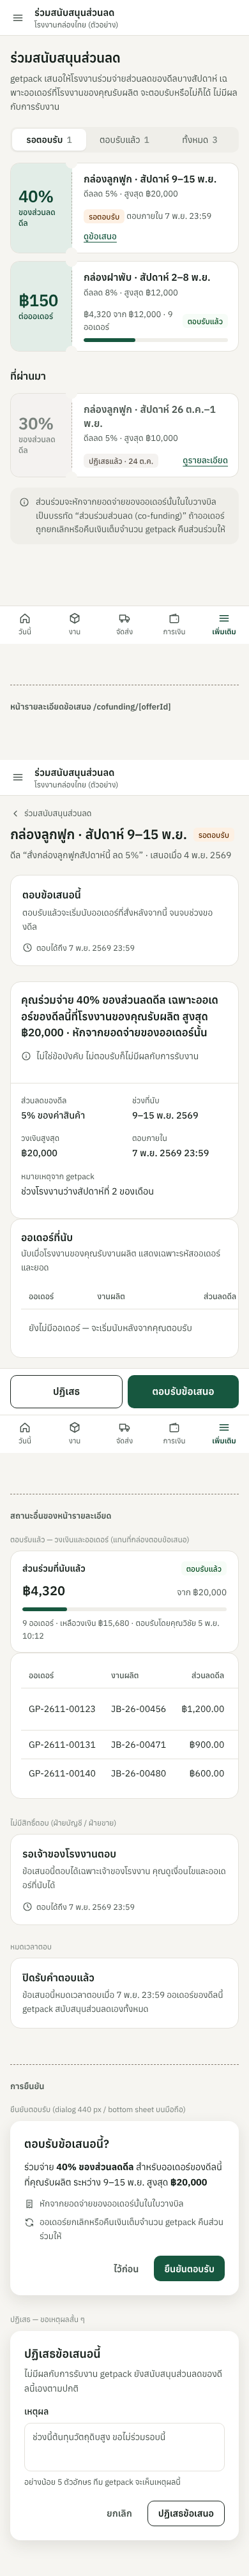 ร่วมสนับสนุนส่วนลด
โรงงานกล่องไทย (ตัวอย่าง)
ร่วมสนับสนุนส่วนลด
getpack เสนอให้โรงงานร่วมจ่ายส่วนลดของดีลบางสัปดาห์ เฉ
พาะออเดอร์ที่โรงงานของคุณรับผลิต จะตอบรับหรือไม่ก็ได้ ไม่มีผล
กับการรับงาน
รอตอบรับ 1
ตอบรับแล้ว 1
ทั้งหมด 3
40%
ของส่วนลด
ดีล
กล่องลูกฟูก · สัปดาห์ 9–15 พ.ย.
ดีลลด 5% · สูงสุด ฿20,000
รอตอบรับ ตอบภายใน 7 พ.ย. 23:59
ดูข้อเสนอ
฿150
ต่อออเดอร์
กล่องฝาพับ · สัปดาห์ 2–8 พ.ย.
ดีลลด 8% · สูงสุด ฿12,000
฿4,320 จาก ฿12,000 · 9
ออเดอร์
ตอบรับแล้ว
ที่ผ่านมา
30%
ของส่วนลด
ดีล
กล่องลูกฟูก · สัปดาห์ 26 ต.ค.–1
พ.ย.
ดีลลด 5% · สูงสุด ฿10,000
ปฏิเสธแล้ว · 24 ต.ค.
ดูรายละเอียด
ส่วนร่วมจะหักจากยอดจ่ายของออเดอร์นั้นในใบวางบิล
เป็นบรรทัด “ส่วนร่วมส่วนลด (co-funding)” ถ้าออเดอร์
ถูกยกเลิกหรือคืนเงินเต็มจำนวน getpack คืนส่วนร่วมให้
วันนี้
งาน
จัดส่ง
การเงิน
เพิ่มเติม
หน้ารายละเอียดข้อเสนอ /cofunding/[offerId]
ร่วมสนับสนุนส่วนลด
โรงงานกล่องไทย (ตัวอย่าง)
ร่วมสนับสนุนส่วนลด
กล่องลูกฟูก · สัปดาห์ 9–15 พ.ย.
รอตอบรับ
ดีล “สั่งกล่องลูกฟูกสัปดาห์นี้ ลด 5%” · เสนอเมื่อ 4 พ.ย. 2569
ตอบข้อเสนอนี้
ตอบรับแล้วจะเริ่มนับออเดอร์ที่สั่งหลังจากนี้ จนจบช่วงขอ
งดีล
ตอบได้ถึง 7 พ.ย. 2569 23:59
คุณร่วมจ่าย 40% ของส่วนลดดีล เฉพาะออเด
อร์ของดีลนี้ที่โรงงานของคุณรับผลิต สูงสุด
฿20,000 · หักจากยอดจ่ายของออเดอร์นั้น
ไม่ใช่ข้อบังคับ ไม่ตอบรับก็ไม่มีผลกับการรับงาน
ส่วนลดของดีล
ช่วงที่นับ
5% ของค่าสินค้า
9–15 พ.ย. 2569
วงเงินสูงสุด
ตอบภายใน
฿20,000
7 พ.ย. 2569 23:59
หมายเหตุจาก getpack
ช่วงโรงงานว่างสัปดาห์ที่ 2 ของเดือน
ออเดอร์ที่นับ
นับเมื่อโรงงานของคุณรับงานผลิต แสดงเฉพาะรหัสออเดอร์
และยอด
ออเดอร์
งานผลิต
ส่วนลดดีล
ยังไม่มีออเดอร์ — จะเริ่มนับหลังจากคุณตอบรับ
ปฏิเสธ
ตอบรับข้อเสนอ
วันนี้
งาน
จัดส่ง
การเงิน
เพิ่มเติม
สถานะอื่นของหน้ารายละเอียด
ตอบรับแล้ว — วงเงินและออเดอร์ (แทนที่กล่องตอบข้อเสนอ)
ส่วนร่วมที่นับแล้ว
ตอบรับแล้ว
฿4,320
จาก ฿20,000
9 ออเดอร์ · เหลือวงเงิน ฿15,680 · ตอบรับโดยคุณวิชัย 5 พ.ย.
10:12
ออเดอร์
งานผลิต
ส่วนลดดีล
GP-2611-00123
JB-26-00456
฿1,200.00
GP-2611-00131
JB-26-00471
฿900.00
GP-2611-00140
JB-26-00480
฿600.00
ไม่มีสิทธิ์ตอบ (ฝ่ายบัญชี / ฝ่ายขาย)
รอเจ้าของโรงงานตอบ
ข้อเสนอนี้ตอบได้เฉพาะเจ้าของโรงงาน คุณดูเงื่อนไขและออเด
อร์ที่นับได้
ตอบได้ถึง 7 พ.ย. 2569 23:59
หมดเวลาตอบ
ปิดรับคำตอบแล้ว
ข้อเสนอนี้หมดเวลาตอบเมื่อ 7 พ.ย. 23:59 ออเดอร์ของดีลนี้
getpack สนับสนุนส่วนลดเองทั้งหมด
การยืนยัน
ยืนยันตอบรับ (dialog 440 px / bottom sheet บนมือถือ)
ตอบรับข้อเสนอนี้?
ร่วมจ่าย 40% ของส่วนลดดีล สำหรับออเดอร์ของดีลนี้
ที่คุณรับผลิต ระหว่าง 9–15 พ.ย. สูงสุด ฿20,000
หักจากยอดจ่ายของออเดอร์นั้นในใบวางบิล
ออเดอร์ยกเลิกหรือคืนเงินเต็มจำนวน getpack คืนส่วน
ร่วมให้
ไว้ก่อน
ยืนยันตอบรับ
ปฏิเสธ — ขอเหตุผลสั้น ๆ
ปฏิเสธข้อเสนอนี้
ไม่มีผลกับการรับงาน getpack ยังสนับสนุนส่วนลดของดี
ลนี้เองตามปกติ
เหตุผล
ช่วงนี้ต้นทุนวัตถุดิบสูง ขอไม่ร่วมรอบนี้
อย่างน้อย 5 ตัวอักษร ทีม getpack จะเห็นเหตุผลนี้
ยกเลิก
ปฏิเสธข้อเสนอ